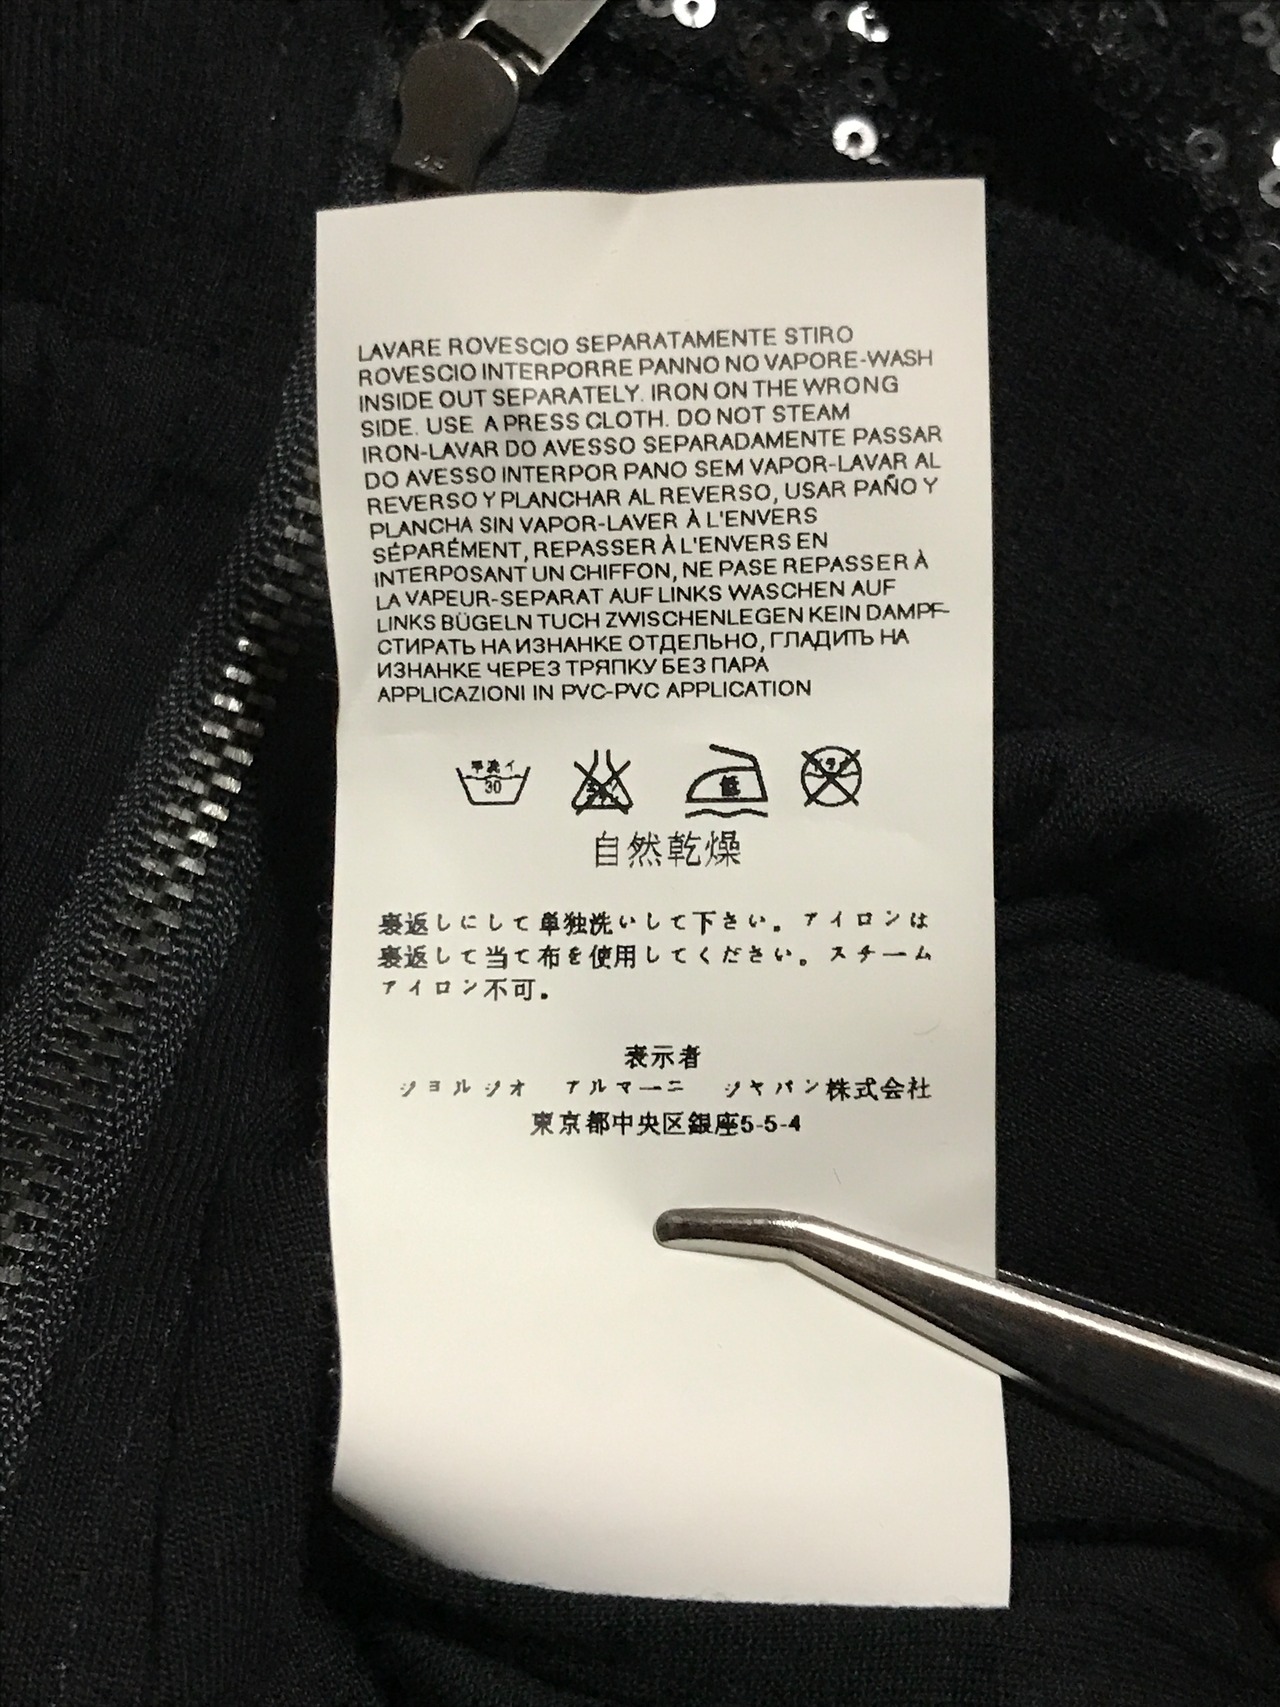 LAVARE ROVESCIO SEPARATAMENTE STIRO
ROVESCIO INTERPORRE PANNO NO VAPORE-WASH
INSIDE OUT SEPARATELY. IRON ON THE WRONG
SIDE. USE A PRESS CLOTH. DO NOT STEAM
IRON-LAVAR DO AVESSO SEPARADAMENTE PASSAR
DO AVESSO INTERPOR PANO SEM VAPOR-LAVAR AL
REVERSO Y PLANCHAR AL REVERSO, USAR PAÑO Y
PLANCHA SIN VAPOR-LAVER À L'ENVERS
SÉPARÉMENT, REPASSER À L'ENVERS EN
INTERPOSANT UN CHIFFON, NE PASE REPASSER À
LA VAPEUR-SEPARAT AUF LINKS WASCHEN AUF
LINKS BÜGELN TUCH ZWISCHENLEGEN KEIN DAMPF-
СТИРАТЬ НА ИЗНАНКЕ ОТДЕЛЬНО, ГЛАДИТЬ НА
ИЗНАНКЕ ЧЕРЕЗ ТРЯПКУ БЕЗ ПАРА
APPLICAZIONI IN PVC-PVC APPLICATION
手洗イ 30 低
自然乾燥
裏返しにして単独洗いして下さい。アイロンは
裏返して当て布を使用してください。スチーム
アイロン不可。
表示者
ジョルジオ アルマーニ ジャパン株式会社
東京都中央区銀座5-5-4